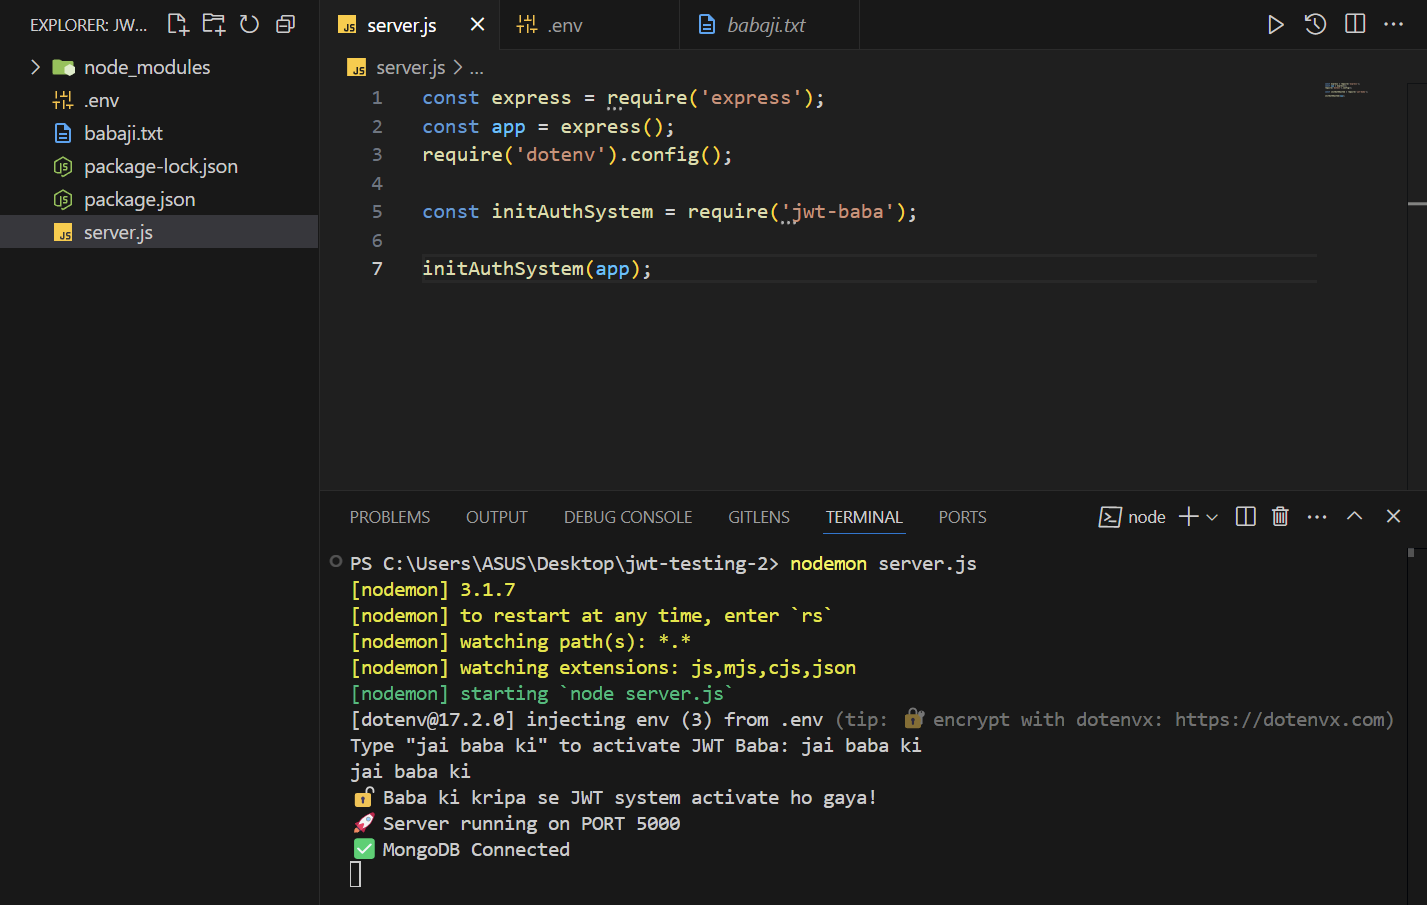 EXPLORER: JW...
node_modules
.env
babaji.txt
package-lock.json
package.json
server.js
server.js
.env
babaji.txt
server.js > ...
1 const express = require('express');
2 const app = express();
3 require('dotenv').config();
4
5 const initAuthSystem = require('jwt-baba');
6
7 initAuthSystem(app);
PROBLEMS OUTPUT DEBUG CONSOLE GITLENS TERMINAL PORTS
node
PS C:\Users\ASUS\Desktop\jwt-testing-2> nodemon server.js
[nodemon] 3.1.7
[nodemon] to restart at any time, enter `rs`
[nodemon] watching path(s): *.*
[nodemon] watching extensions: js,mjs,cjs,json
[nodemon] starting `node server.js`
[dotenv@17.2.0] injecting env (3) from .env (tip: 🔐 encrypt with dotenvx: https://dotenvx.com)
Type "jai baba ki" to activate JWT Baba: jai baba ki
jai baba ki
🔓 Baba ki kripa se JWT system activate ho gaya!
🚀 Server running on PORT 5000
✅ MongoDB Connected